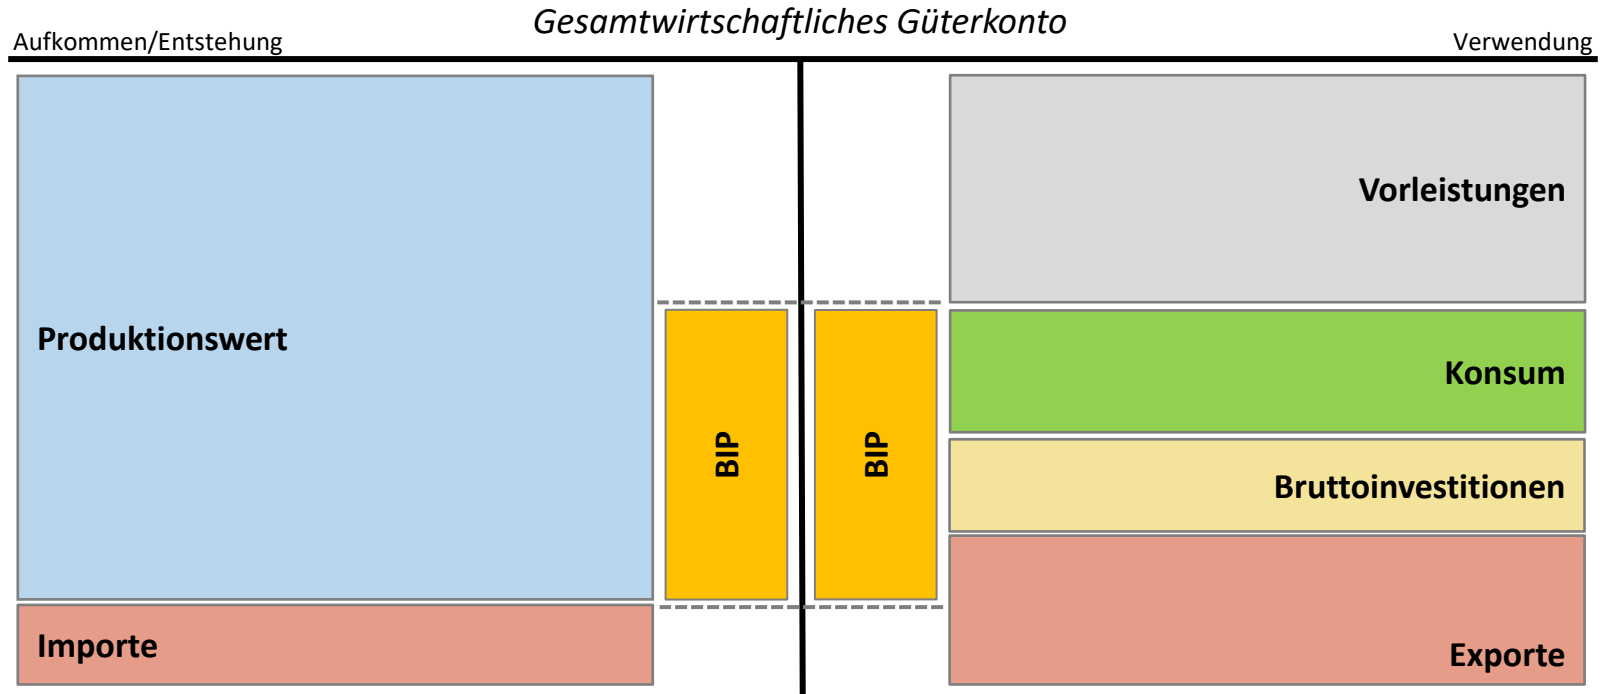 Gesamtwirtschaftliches Güterkonto
Aufkommen/Entstehung
Verwendung
Vorleistungen
Produktionswert
Konsum
BIP
BIP
Bruttoinvestitionen
Importe
Exporte